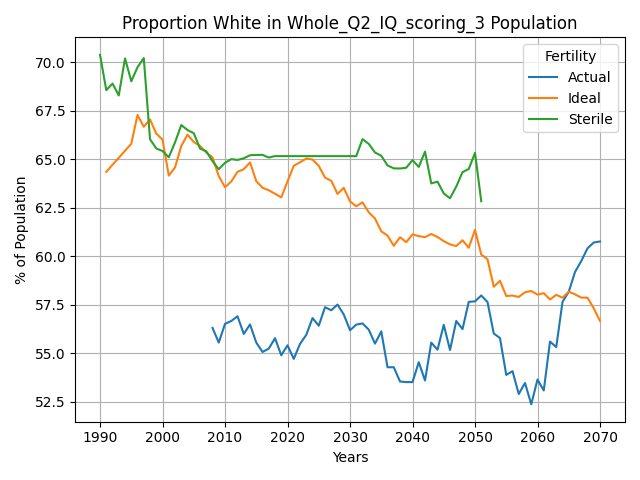 Proportion White in Whole_Q2_IQ_scoring_3 Population
Fertility
Actual
Ideal
Sterile
% of Population
70.0
67.5
65.0
62.5
60.0
57.5
55.0
52.5
1990 2000 2010 2020 2030 2040 2050 2060 2070
Years